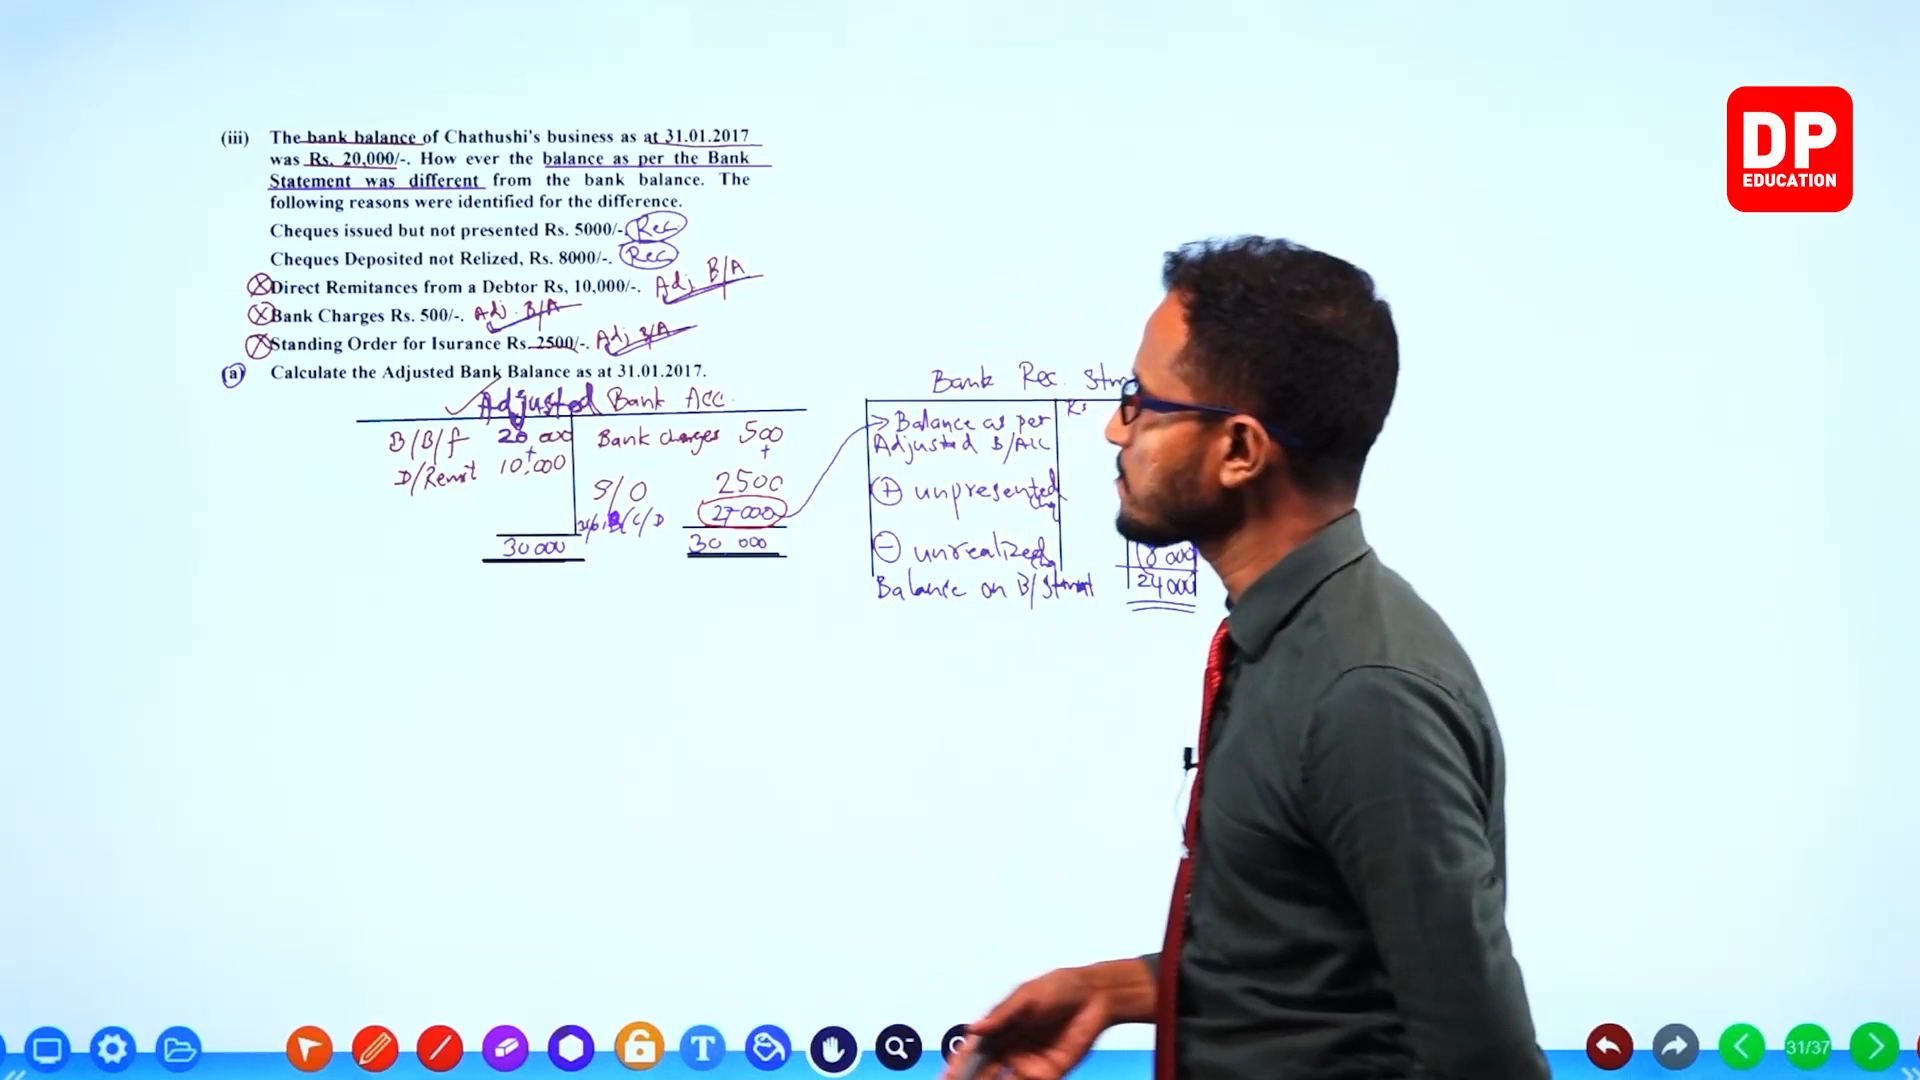 DP
EDUCATION
(iii) The bank balance of Chathushi's business as at 31.01.2017
was Rs. 20,000/-. How ever the balance as per the Bank
Statement was different from the bank balance. The
following reasons were identified for the difference.
Cheques issued but not presented Rs. 5000/- Rec
Cheques Deposited not Relized, Rs. 8000/-. Rec
Direct Remitances from a Debtor Rs, 10,000/-. Adj B/A
Bank Charges Rs. 500/-. Adj. B/A
Standing Order for Isurance Rs. 2500/-. Adj B/A
(a) Calculate the Adjusted Bank Balance as at 31.01.2017.
Adjusted Bank Acc.
B/B/f 20 000 Bank charges 500
+ +
D/Remit 10,000
S/O 2500
/C/D 27 000
30 000 30 000
Bank Rec. Stm
Rs
Balance as per
Adjusted B/Acc
+ unpresented
- unrealized
(8 000
Balance on B/Stmnt 24 000
T
31/37